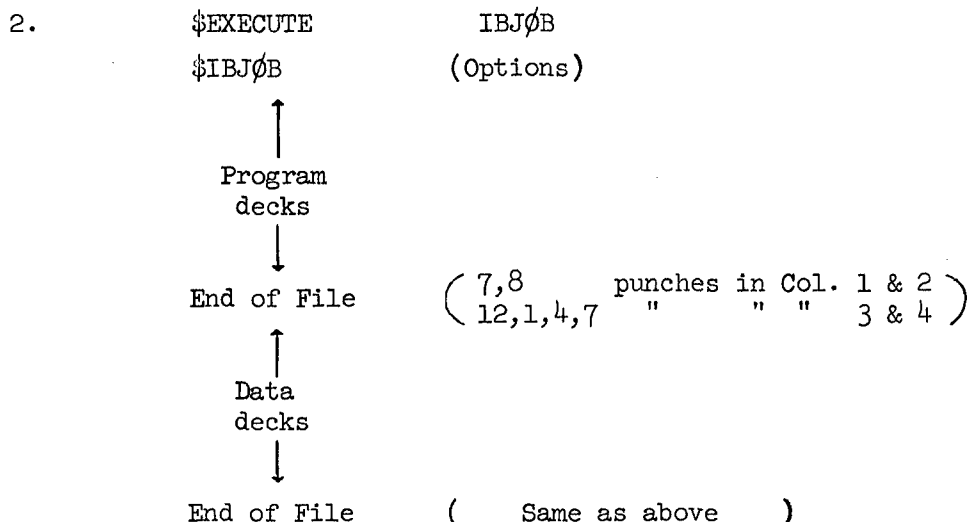 2. $EXECUTE IBJØB
$IBJØB (Options)
Program
decks
End of File ( 7,8 punches in Col. 1 & 2 )
( 12,1,4,7 " " " 3 & 4 )
Data
decks
End of File ( Same as above )